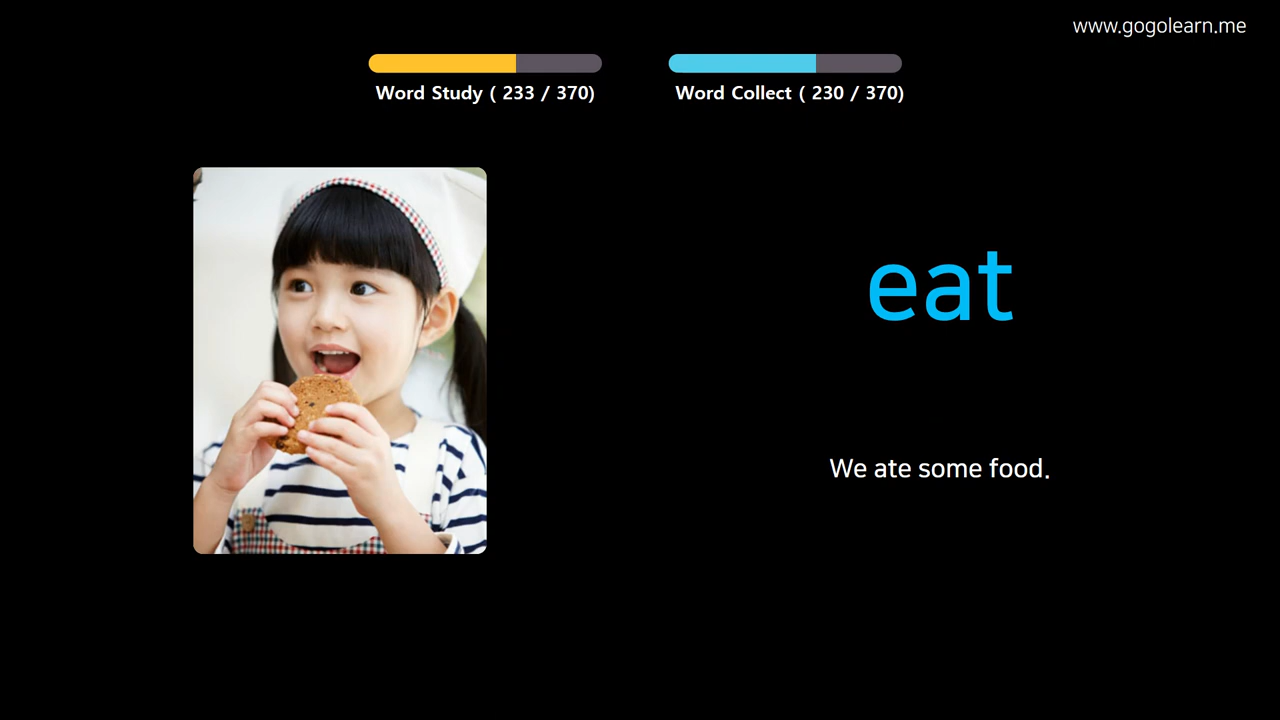 www.gogolearn.me
Word Study ( 233 / 370)
Word Collect ( 230 / 370)
eat
We ate some food.